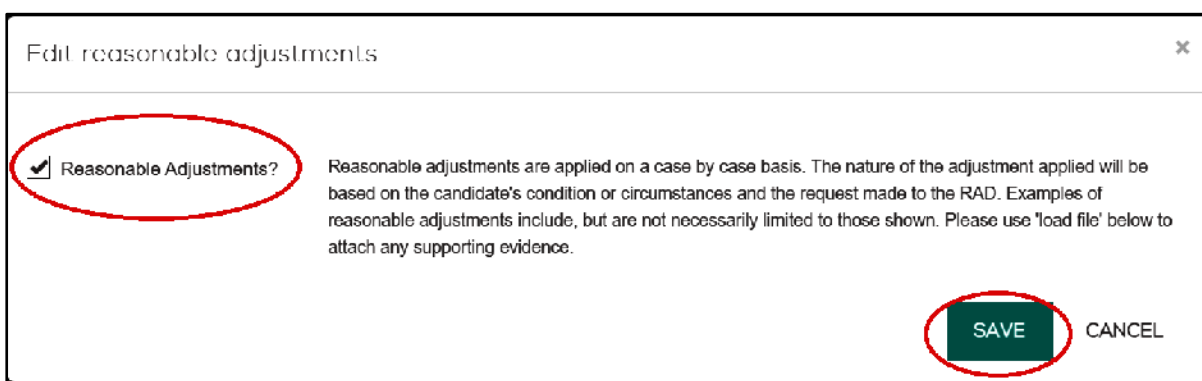 Edit reasonable adjustments
×
Reasonable Adjustments?
Reasonable adjustments are applied on a case by case basis. The nature of the adjustment applied will be
based on the candidate's condition or circumstances and the request made to the RAD. Examples of
reasonable adjustments include, but are not necessarily limited to those shown. Please use 'load file' below to
attach any supporting evidence.
SAVE
CANCEL